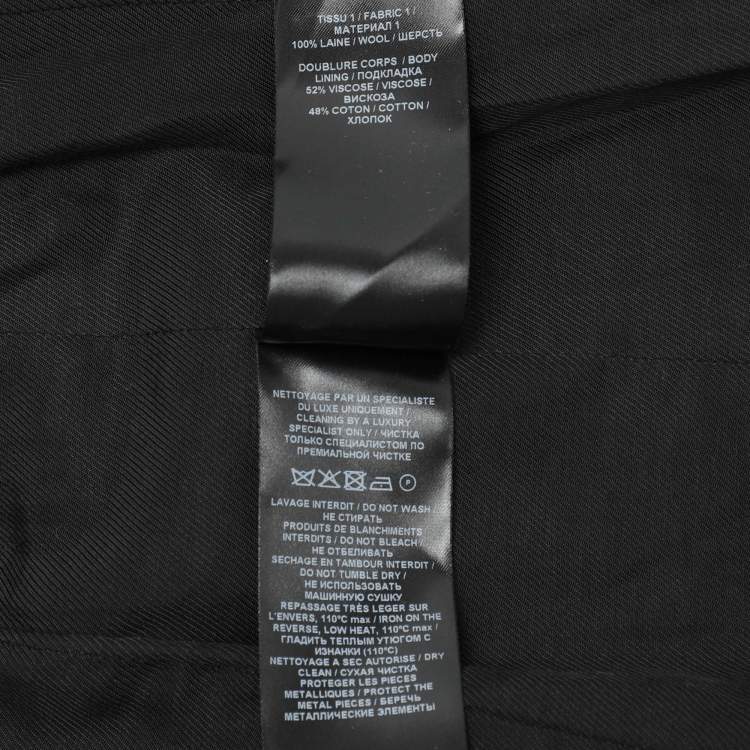 TISSU 1 / FABRIC 1 /
МАТЕРИАЛ 1
100% LAINE / WOOL / ШЕРСТЬ
DOUBLURE CORPS / BODY
LINING / ПОДКЛАДКА
52% VISCOSE / VISCOSE /
ВИСКОЗА
48% COTON / COTTON /
ХЛОПОК
NETTOYAGE PAR UN SPECIALISTE
DU LUXE UNIQUEMENT /
CLEANING BY A LUXURY
SPECIALIST ONLY / ЧИСТКА
ТОЛЬКО СПЕЦИАЛИСТОМ ПО
ПРЕМИАЛЬНОЙ ЧИСТКЕ
P
LAVAGE INTERDIT / DO NOT WASH /
НЕ СТИРАТЬ
PRODUITS DE BLANCHIMENTS
INTERDITS / DO NOT BLEACH /
НЕ ОТБЕЛИВАТЬ
SECHAGE EN TAMBOUR INTERDIT /
DO NOT TUMBLE DRY /
НЕ ИСПОЛЬЗОВАТЬ
МАШИННУЮ СУШКУ
REPASSAGE TRÈS LEGER SUR
L'ENVERS, 110°C max / IRON ON THE
REVERSE, LOW HEAT, 110°C max /
ГЛАДИТЬ ТЕПЛЫМ УТЮГОМ С
ИЗНАНКИ (110°C)
NETTOYAGE A SEC AUTORISE / DRY
CLEAN / СУХАЯ ЧИСТКА
PROTEGER LES PIECES
METALLIQUES / PROTECT THE
METAL PIECES / БЕРЕЧЬ
МЕТАЛЛИЧЕСКИЕ ЭЛЕМЕНТЫ